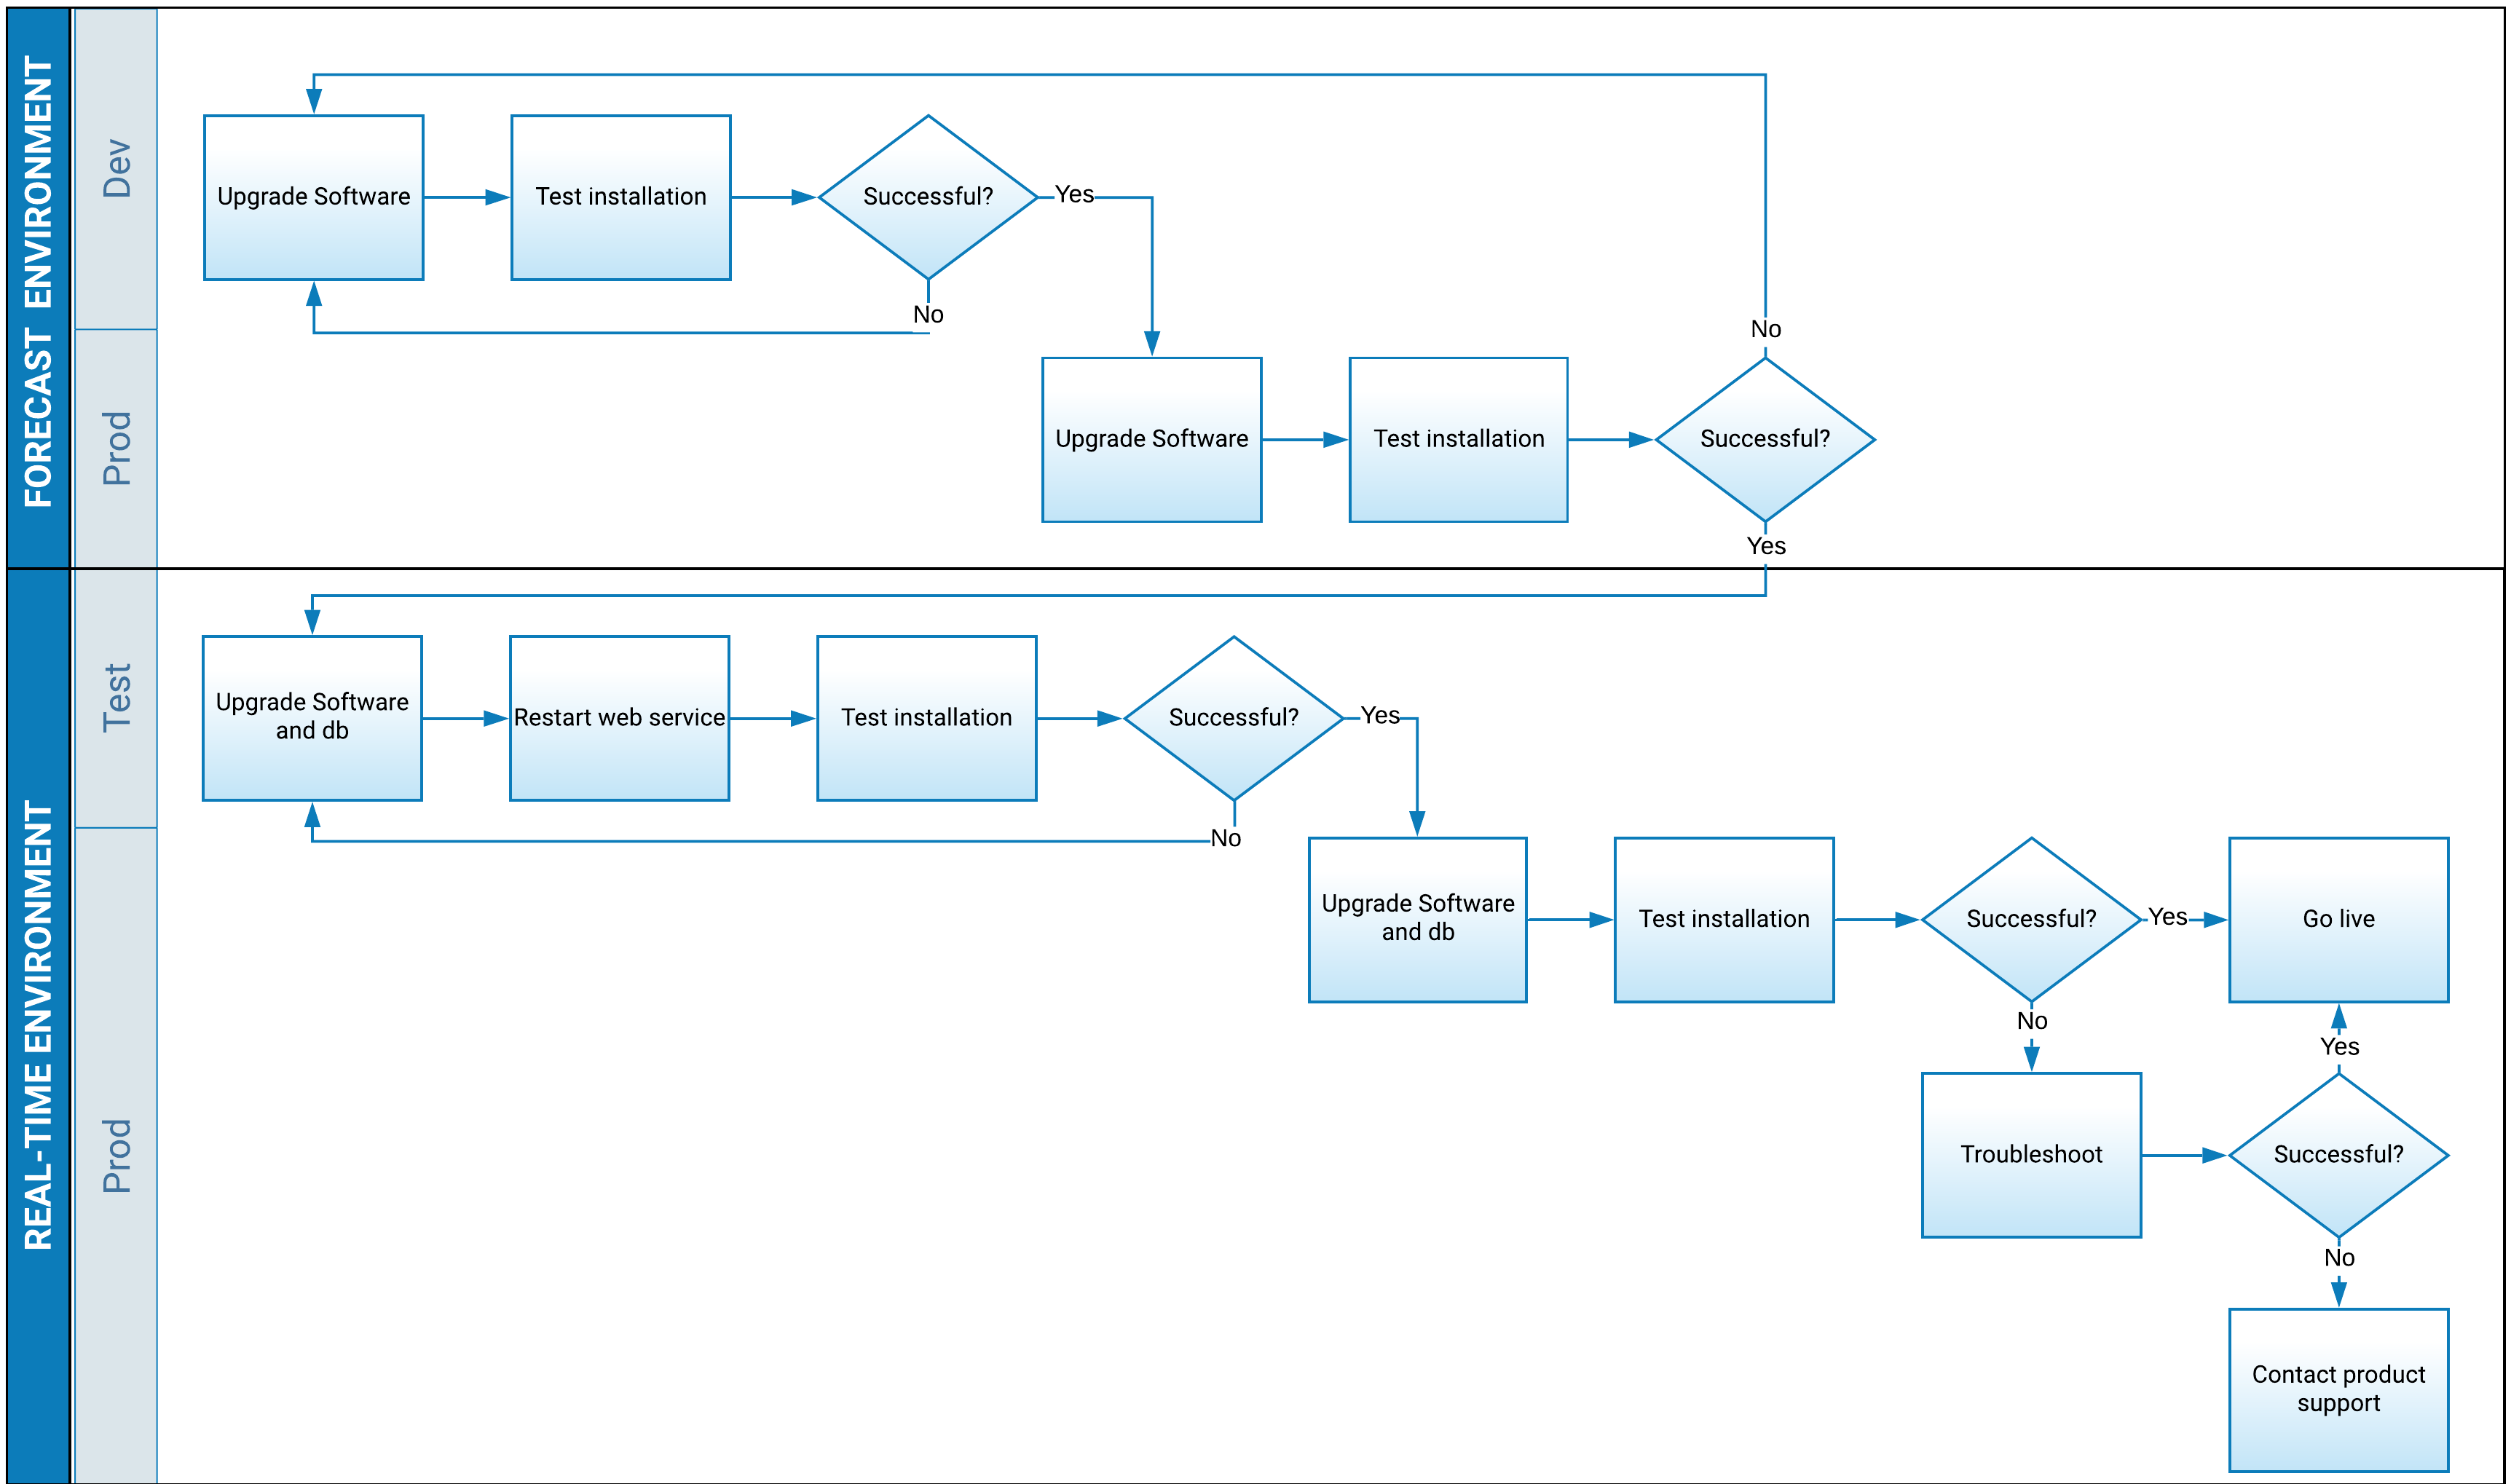 FORECAST ENVIRONMENT
Dev
Upgrade Software
Test installation
Successful?
Yes
No
Prod
Upgrade Software
Test installation
Successful?
No
Yes
REAL-TIME ENVIRONMENT
Test
Upgrade Software
and db
Restart web service
Test installation
Successful?
Yes
No
Prod
Upgrade Software
and db
Test installation
Successful?
Yes
Go live
No
Troubleshoot
Successful?
Yes
No
Contact product
support